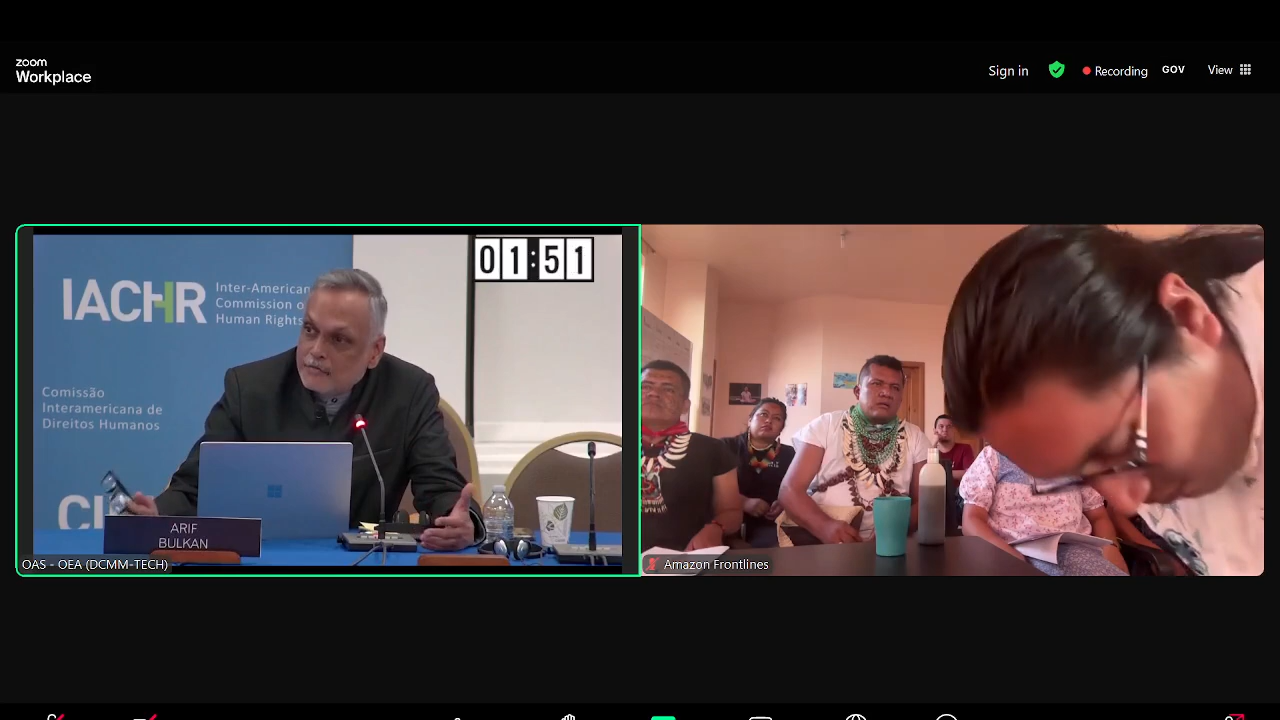 zoom
Workplace
Sign in
Recording
GOV
View
01:51
IACHR
Inter-American
Commission o
Human Rights
Comissão
Interamericana de
Direitos Humanos
CI
ARIF
BULKAN
OAS - OEA (DCMM-TECH)
Amazon Frontlines